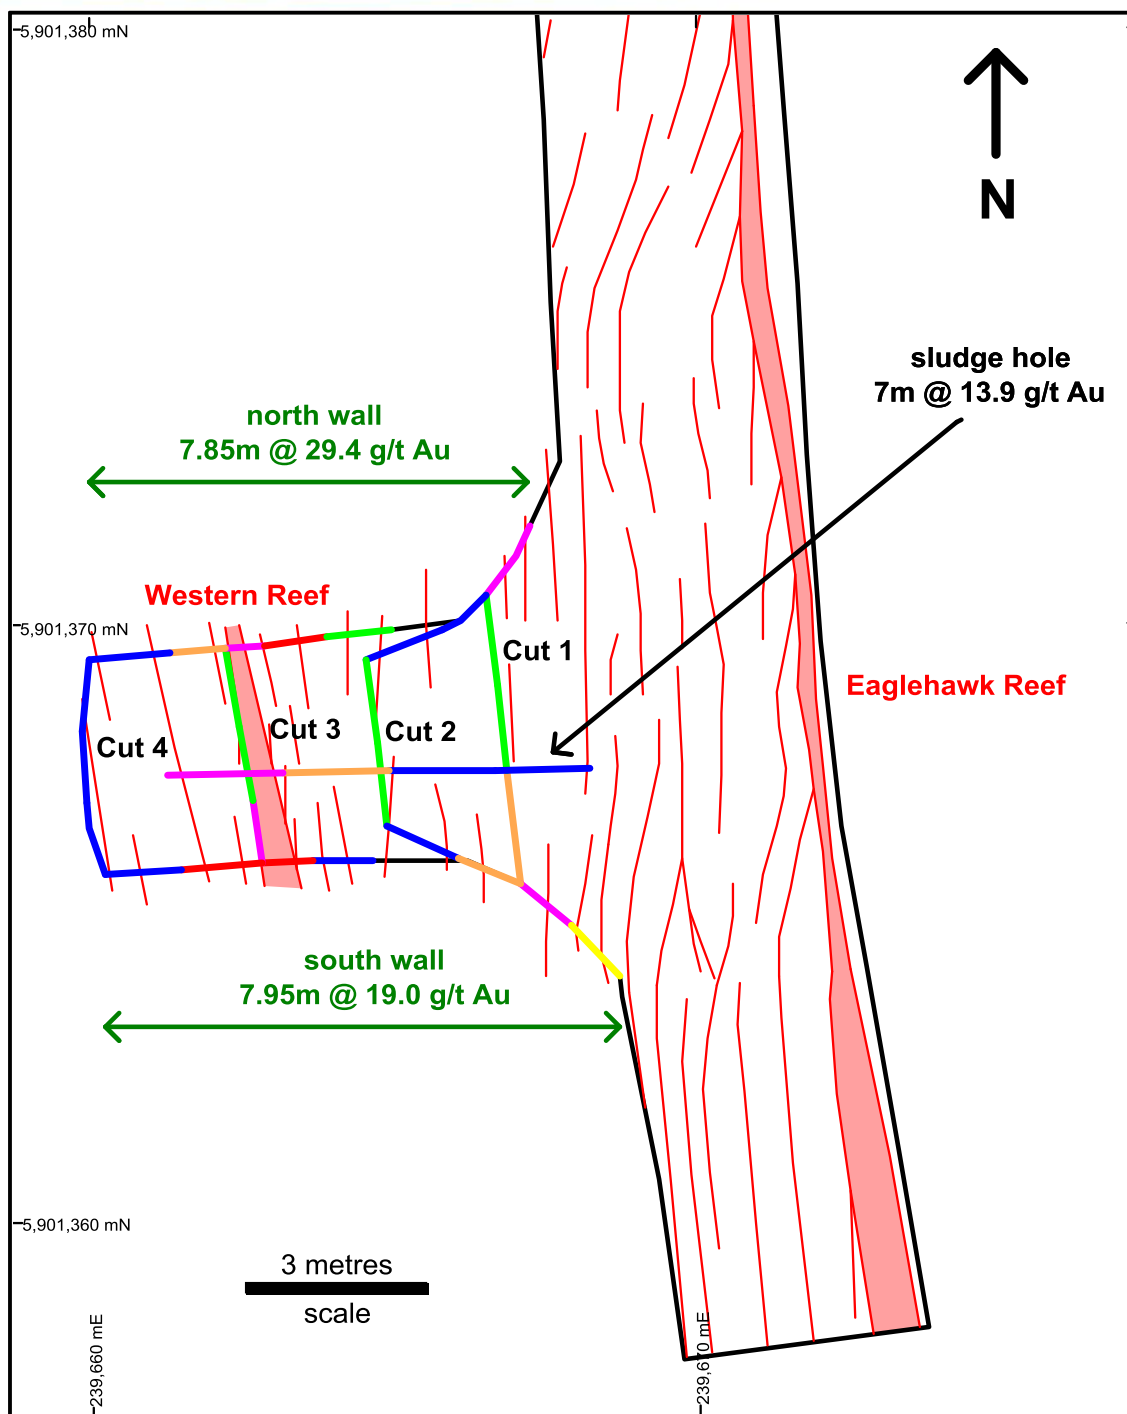 5,901,380 mN
N
sludge hole
7m @ 13.9 g/t Au
north wall
7.85m @ 29.4 g/t Au
Western Reef
5,901,370 mN
Cut 1
Eaglehawk Reef
Cut 3
Cut 2
Cut 4
south wall
7.95m @ 19.0 g/t Au
5,901,360 mN
3 metres
scale
239,660 mE
239,670 mE